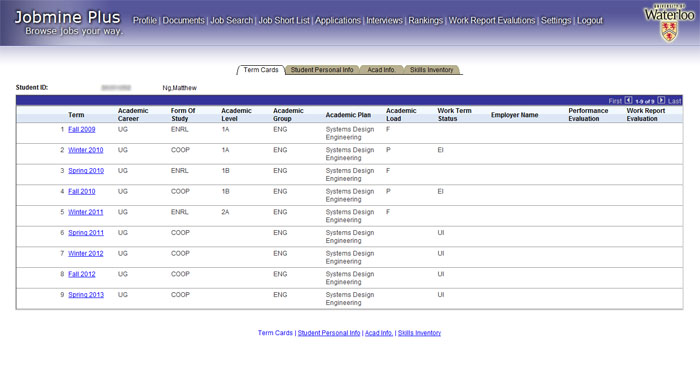 Jobmine Plus
Browse jobs your way.
Profile | Documents | Job Search | Job Short List | Applications | Interviews | Rankings | Work Report Evalutions | Settings | Logout
UNIVERSITY OF
Waterloo
Term Cards Student Personal Info Acad Info. Skills Inventory
Student ID: Ng,Matthew
First 1-9 of 9 Last
Term Academic Career Form Of Study Academic Level Academic Group Academic Plan Academic Load Work Term Status Employer Name Performance Evaluation Work Report Evaluation
1 Fall 2009 UG ENRL 1A ENG Systems Design Engineering F
2 Winter 2010 UG COOP 1A ENG Systems Design Engineering P EI
3 Spring 2010 UG ENRL 1B ENG Systems Design Engineering F
4 Fall 2010 UG COOP 1B ENG Systems Design Engineering P EI
5 Winter 2011 UG ENRL 2A ENG Systems Design Engineering F
6 Spring 2011 UG COOP ENG Systems Design Engineering UI
7 Winter 2012 UG COOP ENG Systems Design Engineering UI
8 Fall 2012 UG COOP ENG Systems Design Engineering UI
9 Spring 2013 UG COOP ENG Systems Design Engineering UI
Term Cards | Student Personal Info | Acad Info. | Skills Inventory